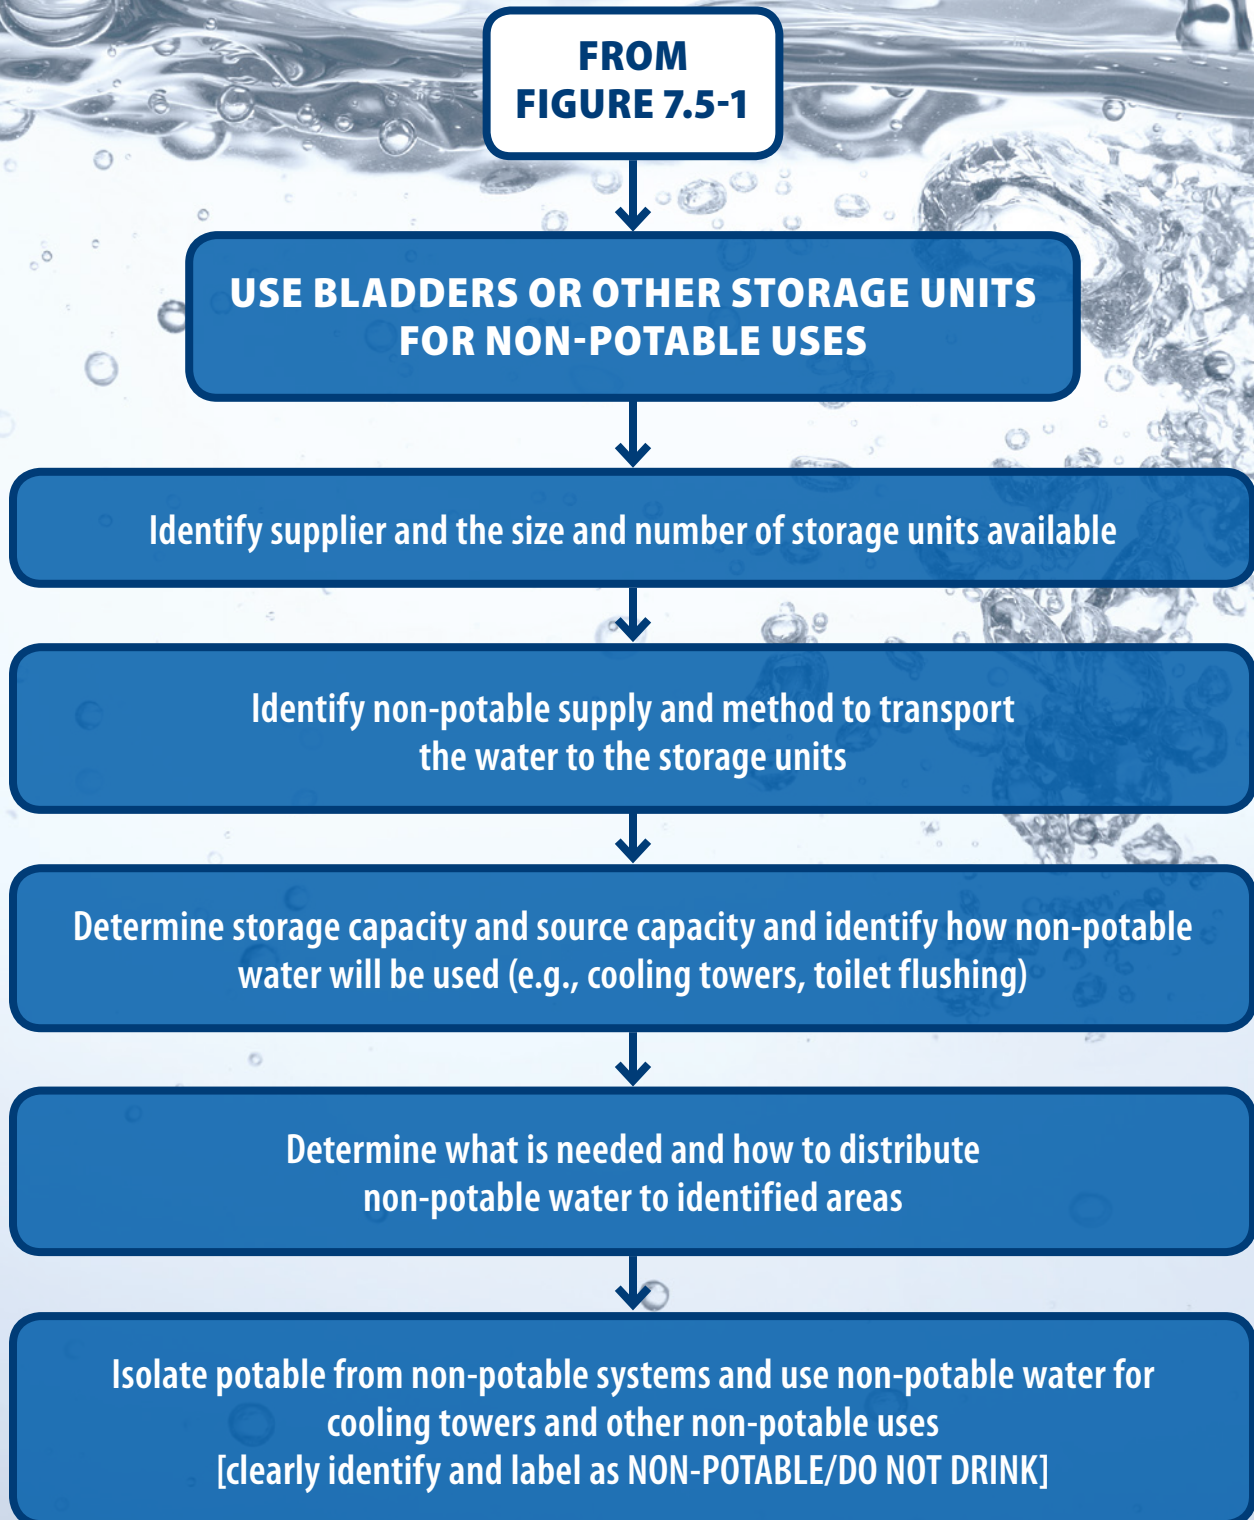 FROM
FIGURE 7.5-1
USE BLADDERS OR OTHER STORAGE UNITS
FOR NON-POTABLE USES
Identify supplier and the size and number of storage units available
Identify non-potable supply and method to transport
the water to the storage units
Determine storage capacity and source capacity and identify how non-potable
water will be used (e.g., cooling towers, toilet flushing)
Determine what is needed and how to distribute
non-potable water to identified areas
Isolate potable from non-potable systems and use non-potable water for
cooling towers and other non-potable uses
[clearly identify and label as NON-POTABLE/DO NOT DRINK]